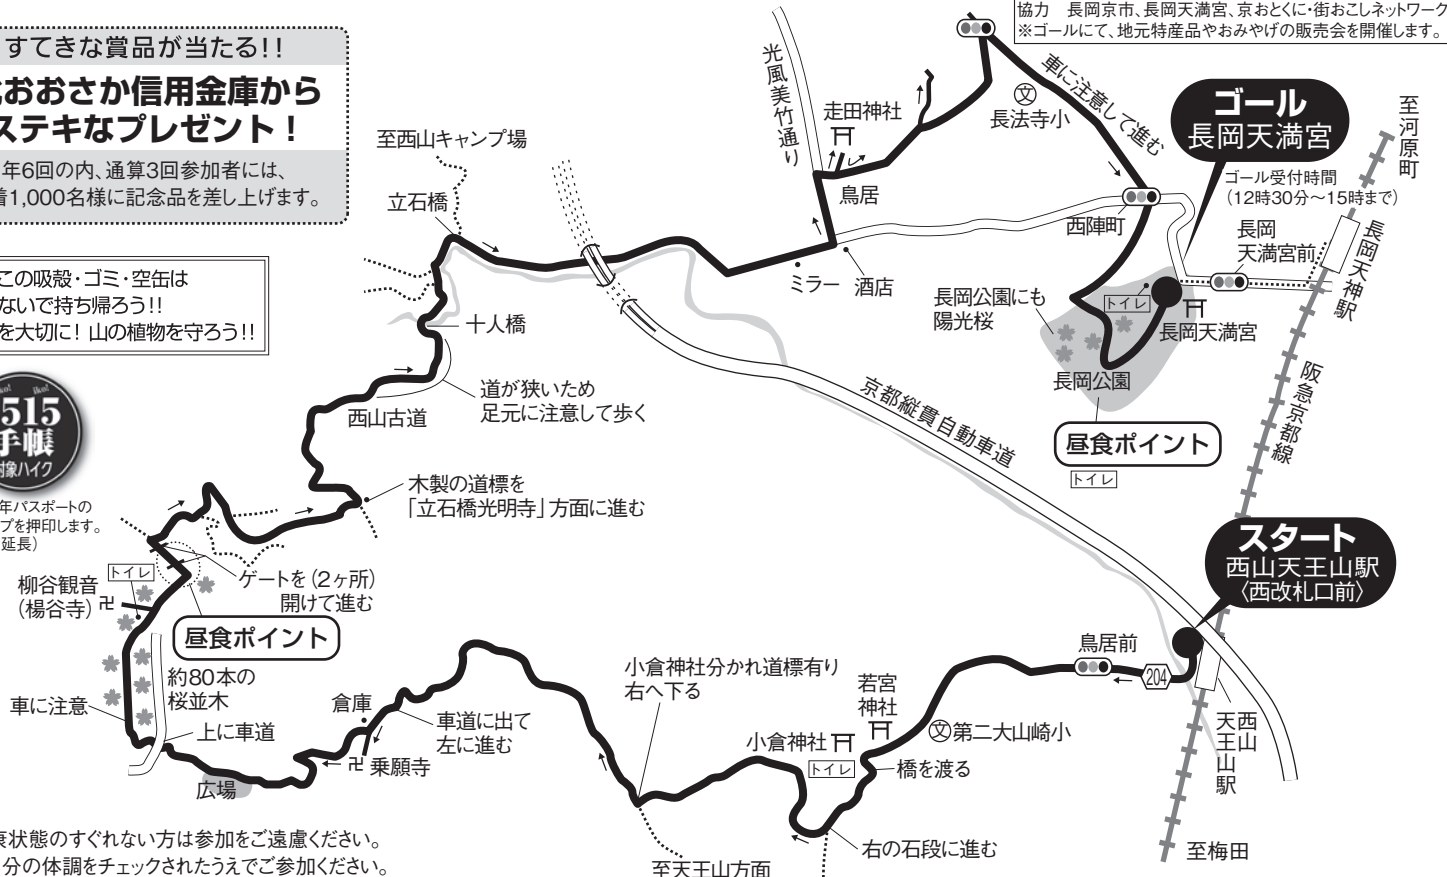 協力　長岡京市、長岡天満宮、京おとくに・街おこしネットワーク
※ゴールにて、地元特産品やおみやげの販売会を開催します。
すてきな賞品が当たる!!
おおさか信用金庫から
ステキなプレゼント！
年6回の内、通算3回参加者には、
着1,000名様に記念品を差し上げます。
この吸殻・ゴミ・空缶は
ないで持ち帰ろう!!
を大切に！山の植物を守ろう!!
515
手帳
対象ハイク
年パスポートの
プを押印します。
延長）
光風美竹通り
走田神社
鳥居
文
長法寺小
車に注意して進む
ゴール
長岡天満宮
ゴール受付時間
（12時30分～15時まで）
至河原町
長岡天神駅
長岡
天満宮前
西陣町
トイレ
長岡天満宮
長岡公園にも
陽光桜
長岡公園
昼食ポイント
トイレ
阪急京都線
至西山キャンプ場
立石橋
ミラー
酒店
十人橋
道が狭いため
足元に注意して歩く
西山古道
京都縦貫自動車道
木製の道標を
「立石橋光明寺」方面に進む
ゲートを（2ヶ所）
開けて進む
トイレ
柳谷観音
（楊谷寺）
卍
昼食ポイント
約80本の
桜並木
車に注意
上に車道
広場
倉庫
卍 乗願寺
車道に出て
左に進む
小倉神社分かれ道標有り
右へ下る
小倉神社
トイレ
若宮
神社
橋を渡る
文第二大山崎小
右の石段に進む
至天王山方面
鳥居前
204
スタート
西山天王山駅
〈西改札口前〉
西山
天王山駅
至梅田
状態のすぐれない方は参加をご遠慮ください。
分の体調をチェックされたうえでご参加ください。